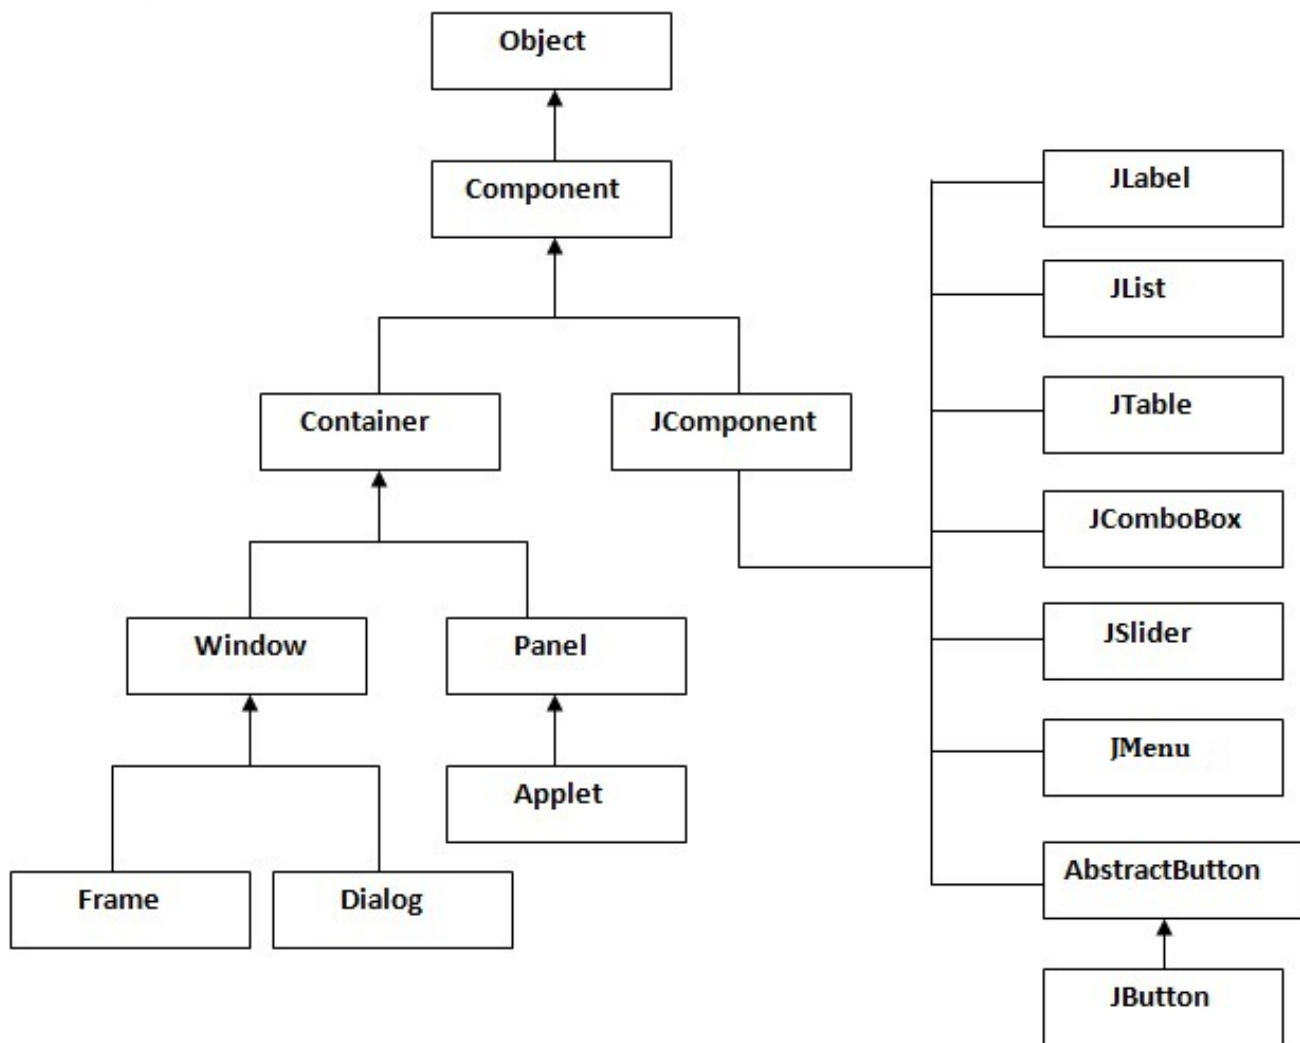 Object
Component
Container
JComponent
Window
Panel
Applet
Frame
Dialog
JLabel
JList
JTable
JComboBox
JSlider
JMenu
AbstractButton
JButton